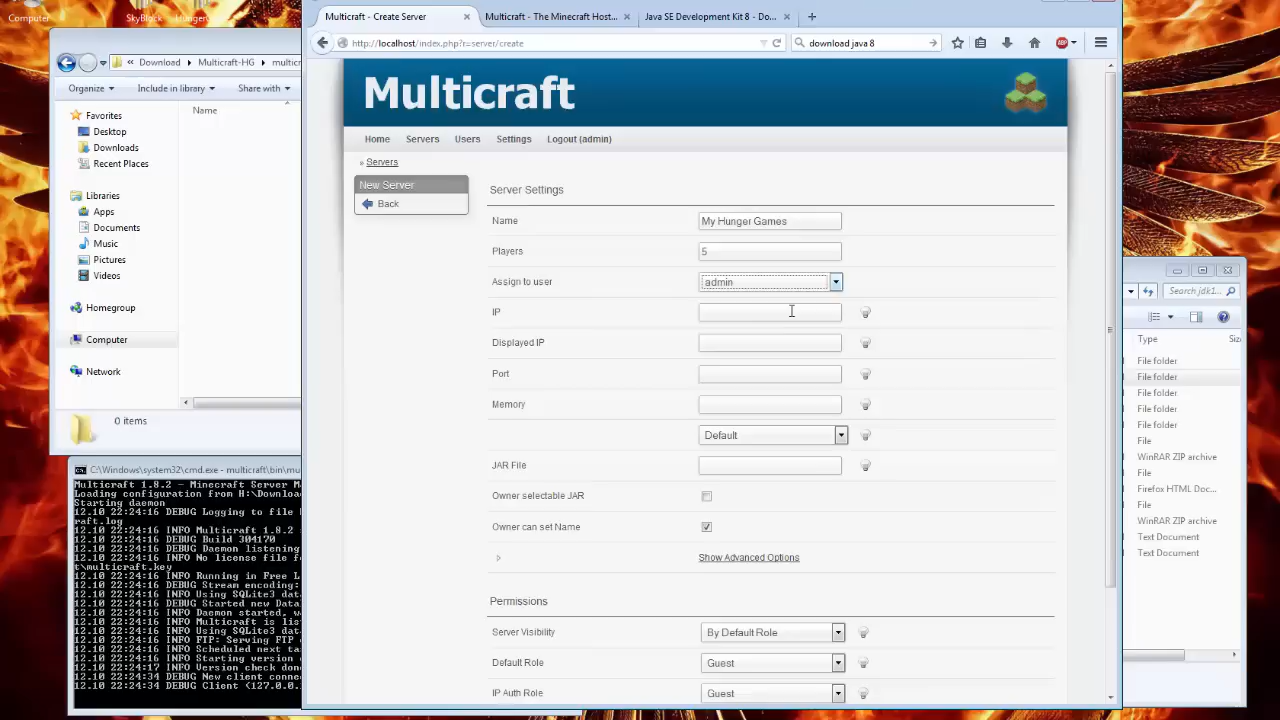 Computer
SkyBlock
Hunger
Download
Multicraft-HG
multicr
Organize
Include in library
Share with
Name
Favorites
Desktop
Downloads
Recent Places
Libraries
Apps
Documents
Music
Pictures
Videos
Homegroup
Computer
Network
0 items
C:\Windows\system32\cmd.exe - multicraft\bin\mu
Multicraft 1.8.2 - Minecraft Server M
Loading configuration from H:\Downloa
Starting daemon
12.10 22:24:16 DEBUG Logging to file
raft.log
12.10 22:24:16 INFO Multicraft 1.8.2
12.10 22:24:16 DEBUG Build 304170
12.10 22:24:16 DEBUG Daemon listening
12.10 22:24:16 INFO No license file f
t\multicraft.key
12.10 22:24:16 INFO Running in Free L
12.10 22:24:16 DEBUG Stream encoding:
12.10 22:24:16 INFO Using SQLite3 dat
12.10 22:24:16 DEBUG Started new Data
12.10 22:24:16 INFO Daemon started, w
12.10 22:24:16 INFO Multicraft is lis
12.10 22:24:16 INFO Using SQLite3 dat
12.10 22:24:16 INFO FTP: Serving FTP
12.10 22:24:16 INFO Scheduled next ta
12.10 22:24:16 INFO Starting version
12.10 22:24:17 INFO Version check don
12.10 22:24:34 DEBUG New client conne
12.10 22:24:34 DEBUG Client (127.0.0.
Multicraft - Create Server
Multicraft - The Minecraft Host...
Java SE Development Kit 8 - Do...
http://localhost/index.php?r=server/create
download java 8
ABP
Multicraft
Home
Servers
Users
Settings
Logout (admin)
» Servers
New Server
Back
Server Settings
Name
My Hunger Games
Players
5
Assign to user
admin
IP
Displayed IP
Port
Memory
Default
JAR File
Owner selectable JAR
Owner can set Name
Show Advanced Options
Permissions
Server Visibility
By Default Role
Default Role
Guest
IP Auth Role
Guest
Search jdk1.
Type
Siz
File folder
File folder
File folder
File folder
File folder
File
WinRAR ZIP archive
File
Firefox HTML Doc...
File
WinRAR ZIP archive
Text Document
Text Document